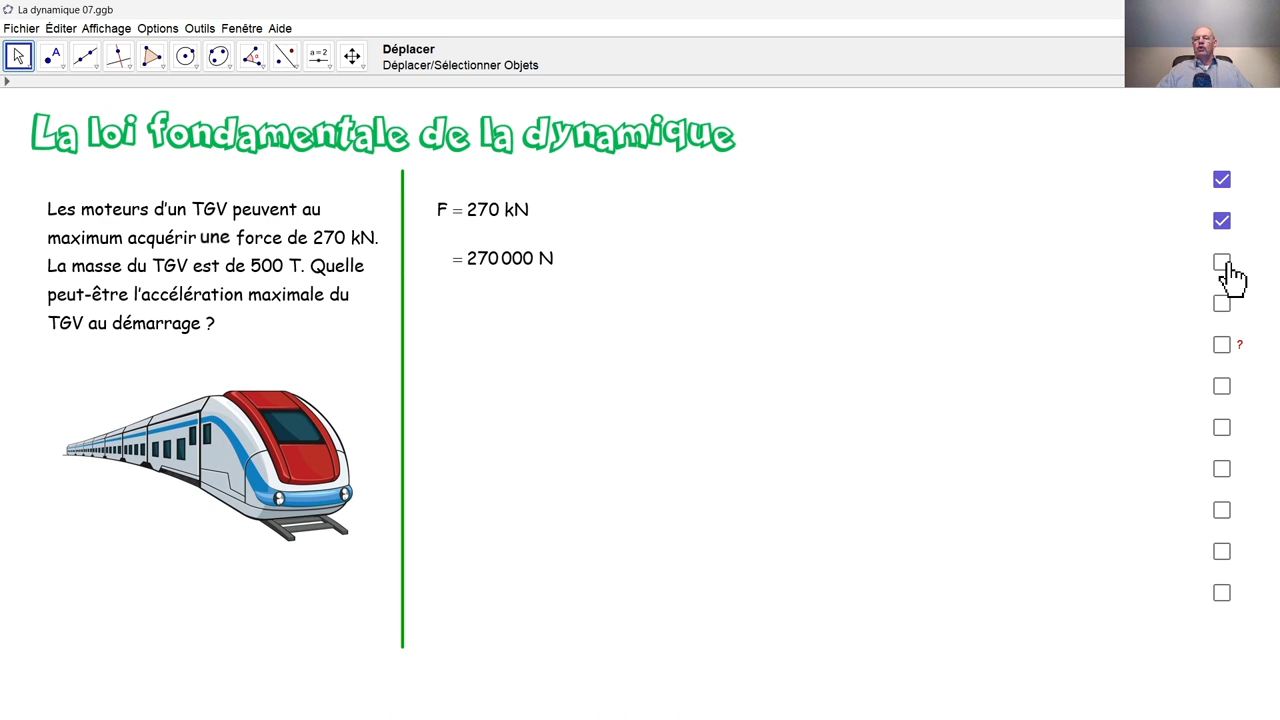 La dynamique 07.ggb
Fichier Éditer Affichage Options Outils Fenêtre Aide
A
a=2
Déplacer
Déplacer/Sélectionner Objets
La loi fondamentale de la dynamique
Les moteurs d'un TGV peuvent au
maximum acquérir une force de 270 kN.
La masse du TGV est de 500 T. Quelle
peut-être l'accélération maximale du
TGV au démarrage ?
F = 270 kN
= 270 000 N
?